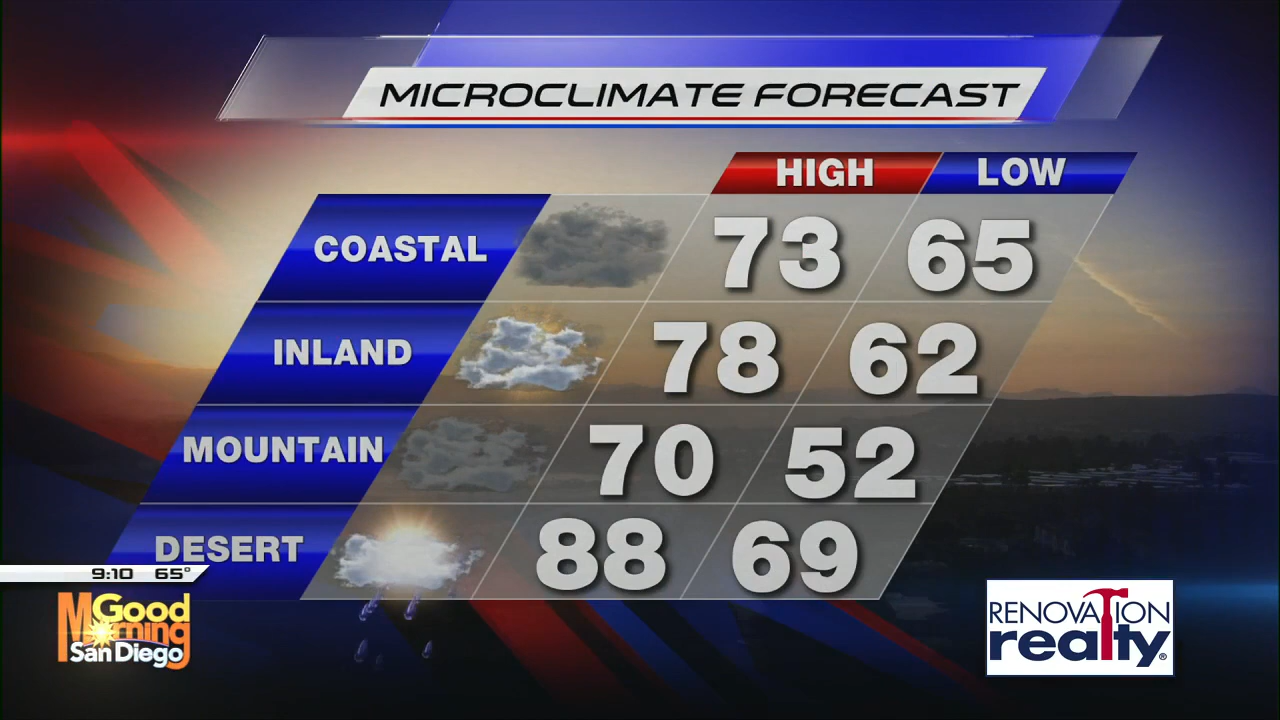 MICROCLIMATE FORECAST
HIGH LOW
COASTAL 73 65
INLAND 78 62
MOUNTAIN 70 52
DESERT 88 69
9:10 65°
Good
Morning
San Diego
RENOVATION
realty®